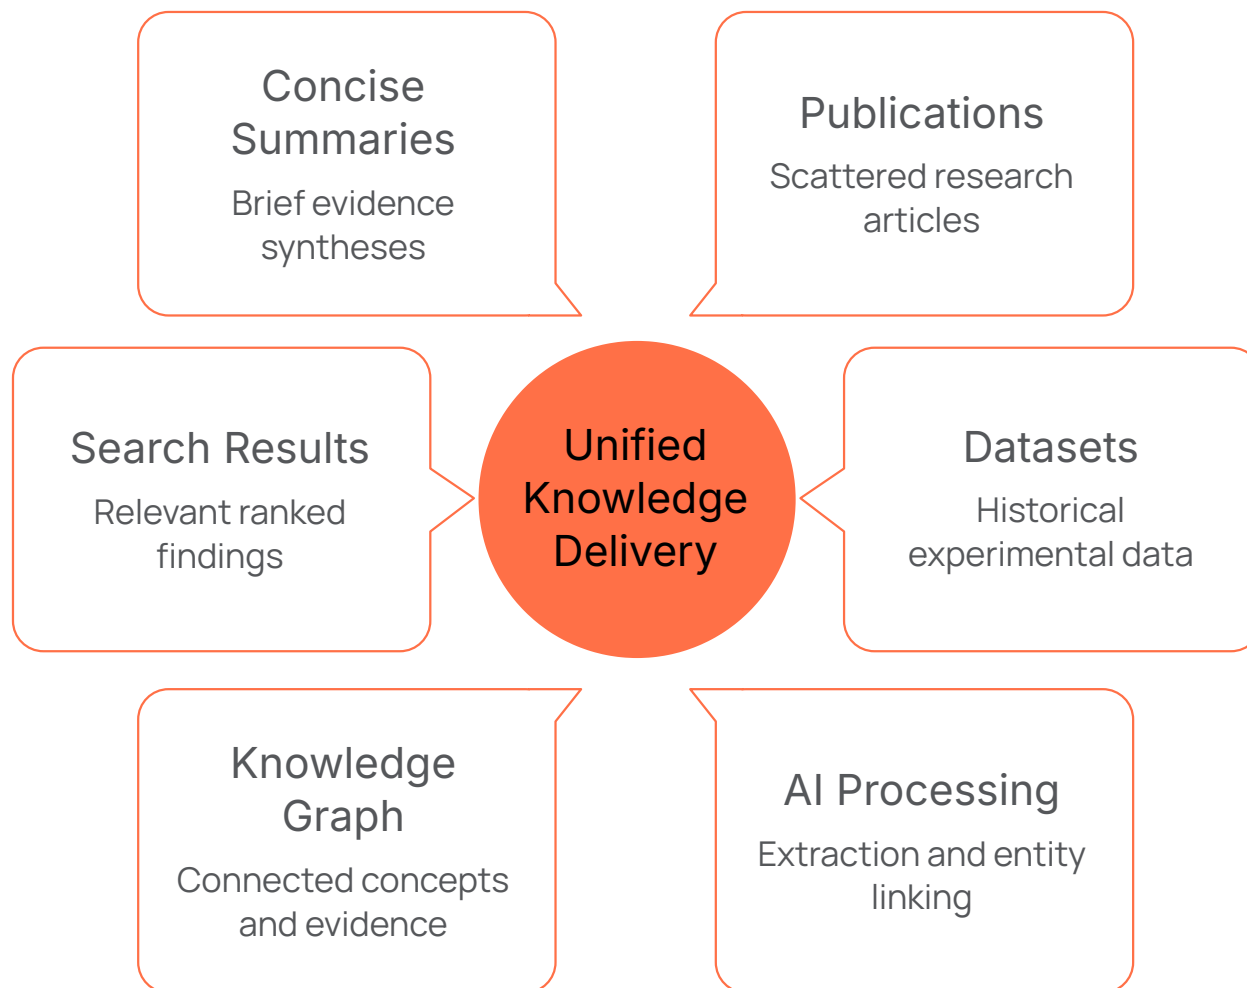 Concise
Summaries
Brief evidence
syntheses
Publications
Scattered research
articles
Search Results
Relevant ranked
findings
Unified
Knowledge
Delivery
Datasets
Historical
experimental data
Knowledge
Graph
Connected concepts
and evidence
AI Processing
Extraction and entity
linking